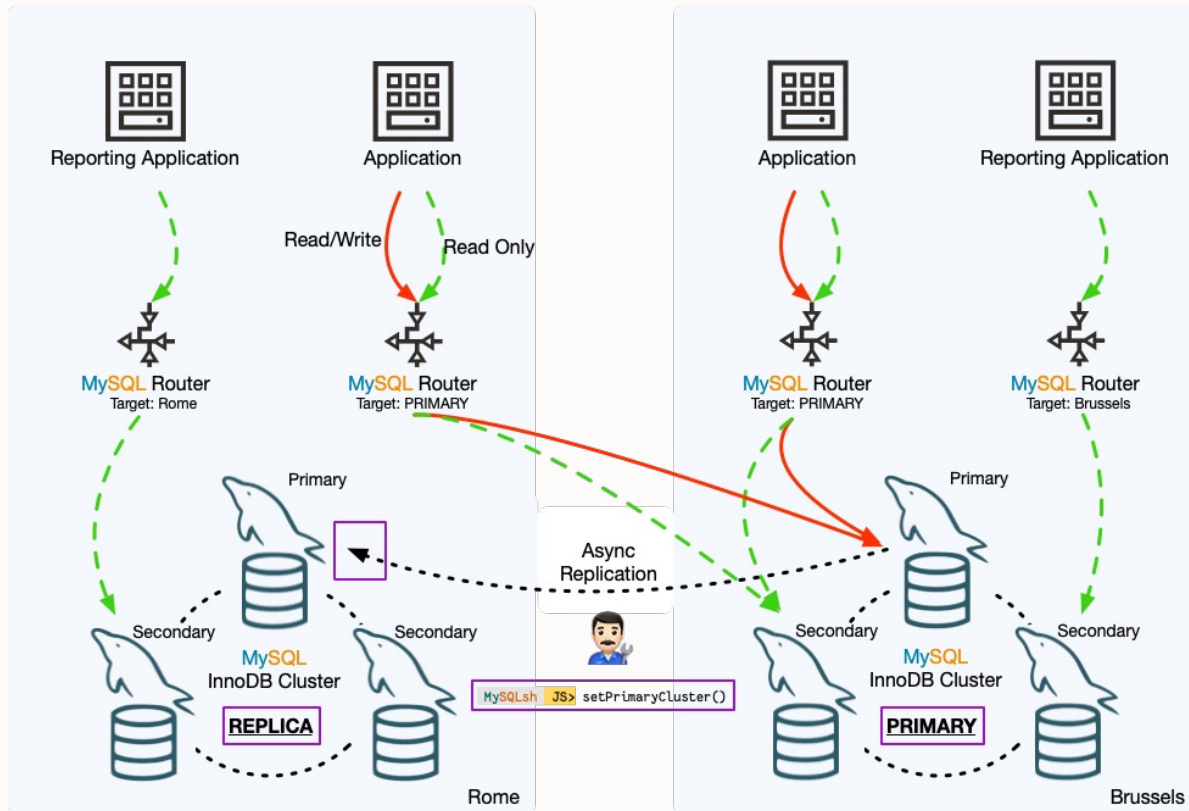 Reporting Application
Application
Application
Reporting Application
Read/Write
Read Only
MySQL Router
Target: Rome
MySQL Router
Target: PRIMARY
MySQL Router
Target: PRIMARY
MySQL Router
Target: Brussels
Primary
Primary
Async
Replication
Secondary
Secondary
Secondary
Secondary
MySQL
InnoDB Cluster
REPLICA
MySQL
InnoDB Cluster
PRIMARY
MySQLsh JS> setPrimaryCluster()
Rome
Brussels